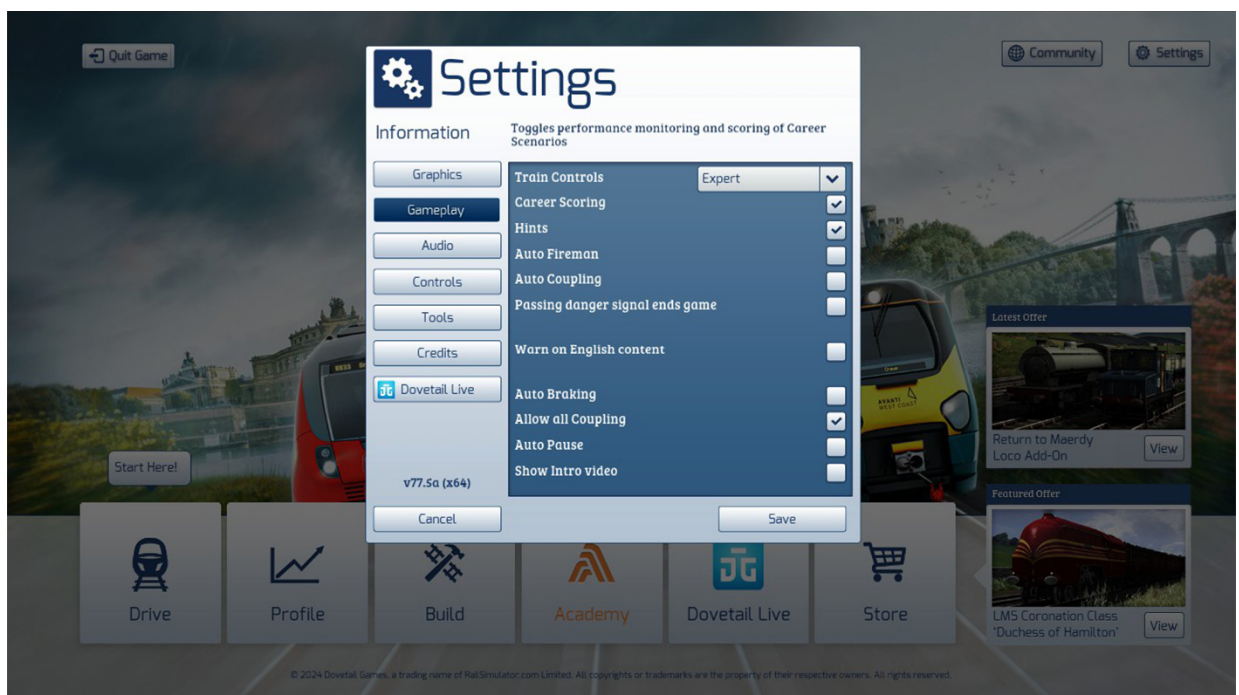 Quit Game
Community
Settings
Settings
Information
Toggles performance monitoring and scoring of Career
Scenarios
Graphics
Gameplay
Audio
Controls
Tools
Credits
Dovetail Live
v77.5a (x64)
Train Controls
Expert
Career Scoring
Hints
Auto Fireman
Auto Coupling
Passing danger signal ends game
Warn on English content
Auto Braking
Allow all Coupling
Auto Pause
Show Intro video
Cancel
Save
Start Here!
AVANTI
WEST COAST
Latest Offer
Return to Maerdy
Loco Add-On
View
Featured Offer
LMS Coronation Class
'Duchess of Hamilton'
View
Drive
Profile
Build
Academy
Dovetail Live
Store
© 2024 Dovetail Games, a trading name of RailSimulator.com Limited. All copyrights or trademarks are the property of their respective owners. All rights reserved.